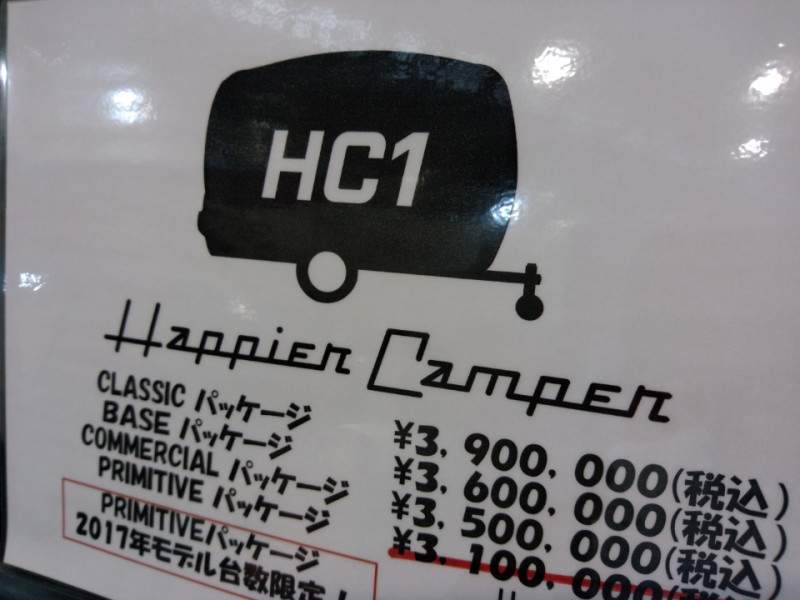 HC1
Happier Camper
CLASSIC パッケージ ¥3,900,000(税込)
BASE パッケージ ¥3,600,000(税込)
COMMERCIAL パッケージ ¥3,500,000(税込)
PRIMITIVE パッケージ ¥3,100,000(税込
PRIMITIVEパッケージ
2017年モデル台数限定!